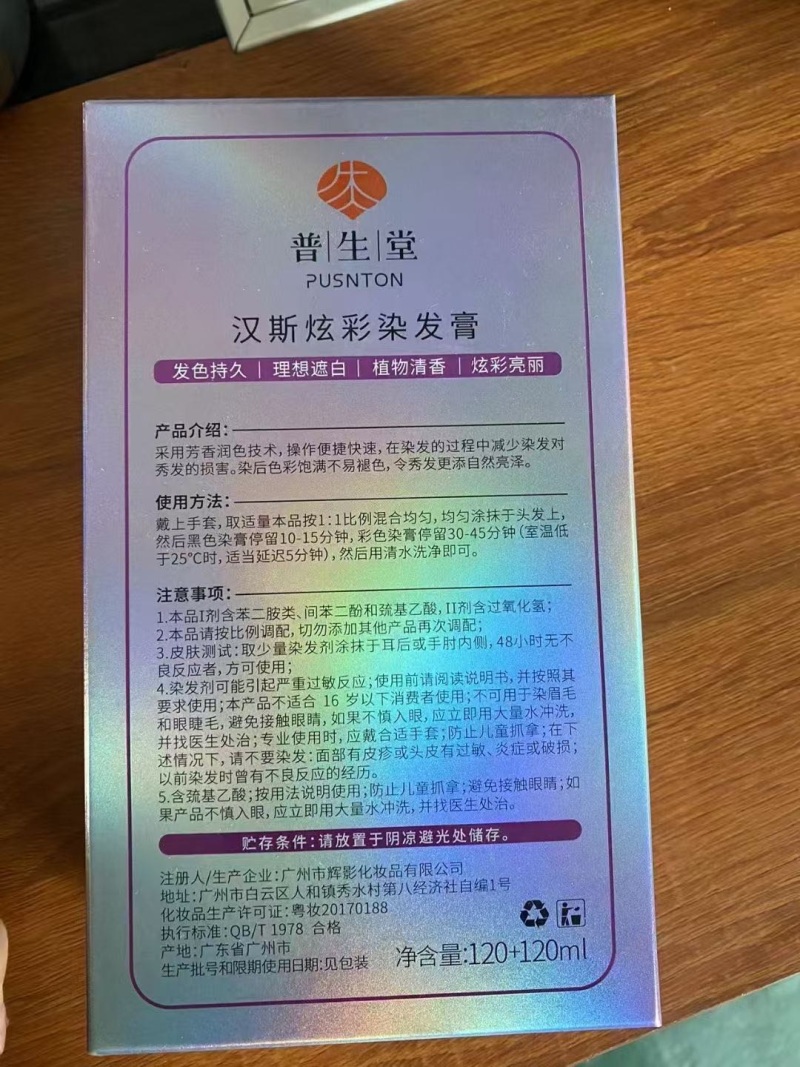 普生堂
PUSNTON
汉斯炫彩染发膏
发色持久 | 理想遮白 | 植物清香 | 炫彩亮丽
产品介绍：
采用芳香润色技术，操作便捷快速，在染发的过程中减少染发对
秀发的损害。染后色彩饱满不易褪色，令秀发更添自然亮泽。
使用方法：
戴上手套，取适量本品按1:1比例混合均匀，均匀涂抹于头发上，
然后黑色染膏停留10-15分钟，彩色染膏停留30-45分钟（室温低
于25℃时，适当延迟5分钟），然后用清水洗净即可。
注意事项：
1.本品I剂含苯二胺类、间苯二酚和巯基乙酸，II剂含过氧化氢；
2.本品请按比例调配，切勿添加其他产品再次调配；
3.皮肤测试：取少量染发剂涂抹于耳后或手肘内侧，48小时无不
良反应者，方可使用；
4.染发剂可能引起严重过敏反应；使用前请阅读说明书，并按照其
要求使用；本产品不适合 16 岁以下消费者使用；不可用于染眉毛
和眼睫毛，避免接触眼睛，如果不慎入眼，应立即用大量水冲洗，
并找医生处治；专业使用时，应戴合适手套；防止儿童抓拿；在下
述情况下，请不要染发：面部有皮疹或头皮有过敏、炎症或破损；
以前染发时曾有不良反应的经历。
5.含巯基乙酸；按用法说明使用；防止儿童抓拿；避免接触眼睛；如
果产品不慎入眼，应立即用大量水冲洗，并找医生处治。
贮存条件：请放置于阴凉避光处储存。
注册人/生产企业：广州市辉影化妆品有限公司
地址：广州市白云区人和镇秀水村第八经济社自编1号
化妆品生产许可证：粤妆20170188
执行标准：QB/T 1978 合格
产地：广东省广州市
生产批号和限期使用日期：见包装
净含量:120+120ml